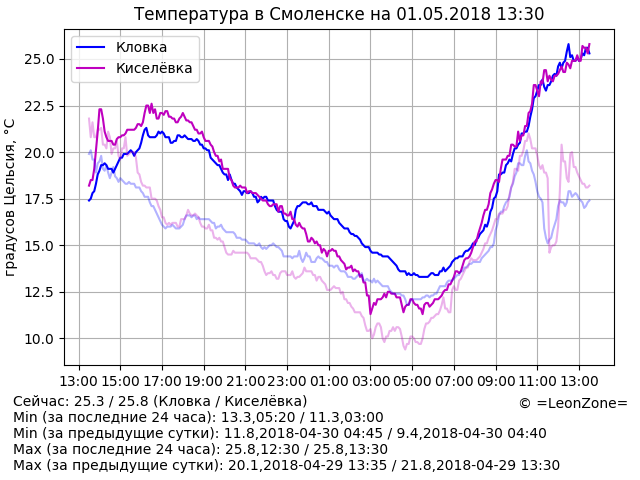 Температура в Смоленске на 01.05.2018 13:30
Кловка
Киселёвка
градусов Цельсия, °C
25.0
22.5
20.0
17.5
15.0
12.5
10.0
13:00 15:00 17:00 19:00 21:00 23:00 01:00 03:00 05:00 07:00 09:00 11:00 13:00
Сейчас: 25.3 / 25.8 (Кловка / Киселёвка)
© =LeonZone=
Min (за последние 24 часа): 13.3,05:20 / 11.3,03:00
Min (за предыдущие сутки): 11.8,2018-04-30 04:45 / 9.4,2018-04-30 04:40
Max (за последние 24 часа): 25.8,12:30 / 25.8,13:30
Max (за предыдущие сутки): 20.1,2018-04-29 13:35 / 21.8,2018-04-29 13:30